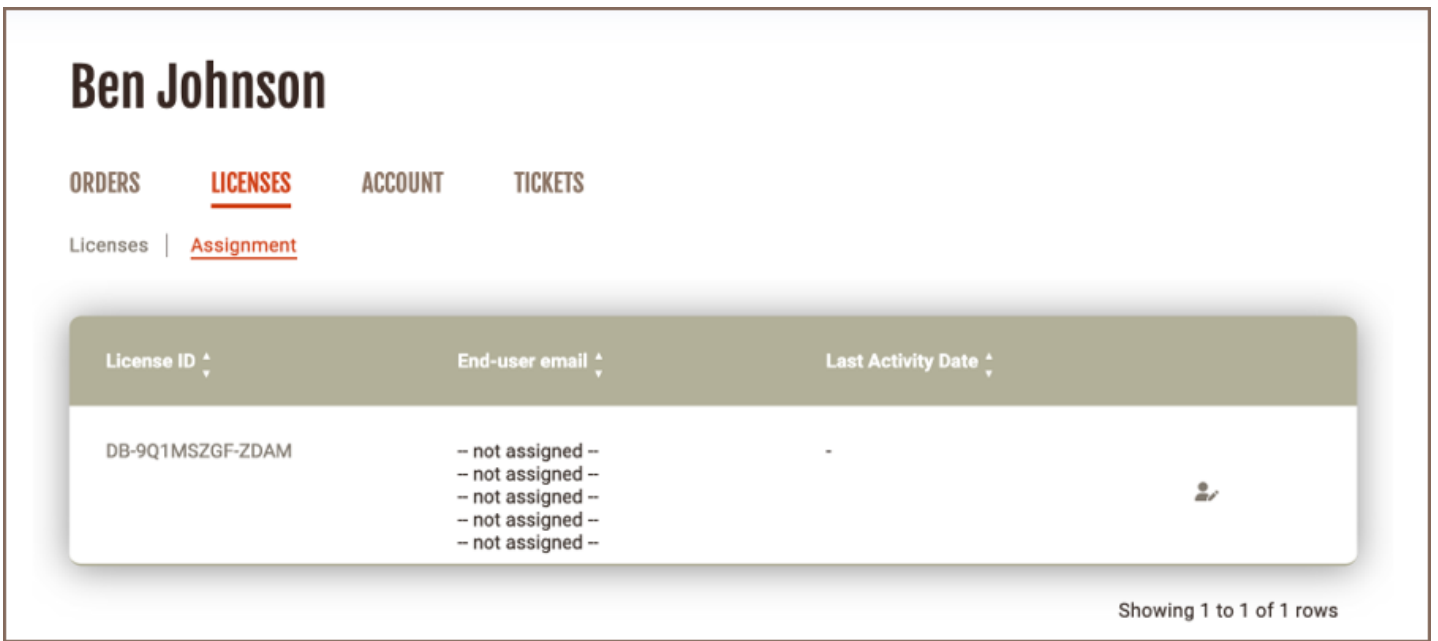 Ben Johnson
ORDERS LICENSES ACCOUNT TICKETS
Licenses | Assignment
License ID End-user email Last Activity Date
DB-9Q1MSZGF-ZDAM -- not assigned -- -
-- not assigned --
-- not assigned --
-- not assigned --
-- not assigned --
Showing 1 to 1 of 1 rows